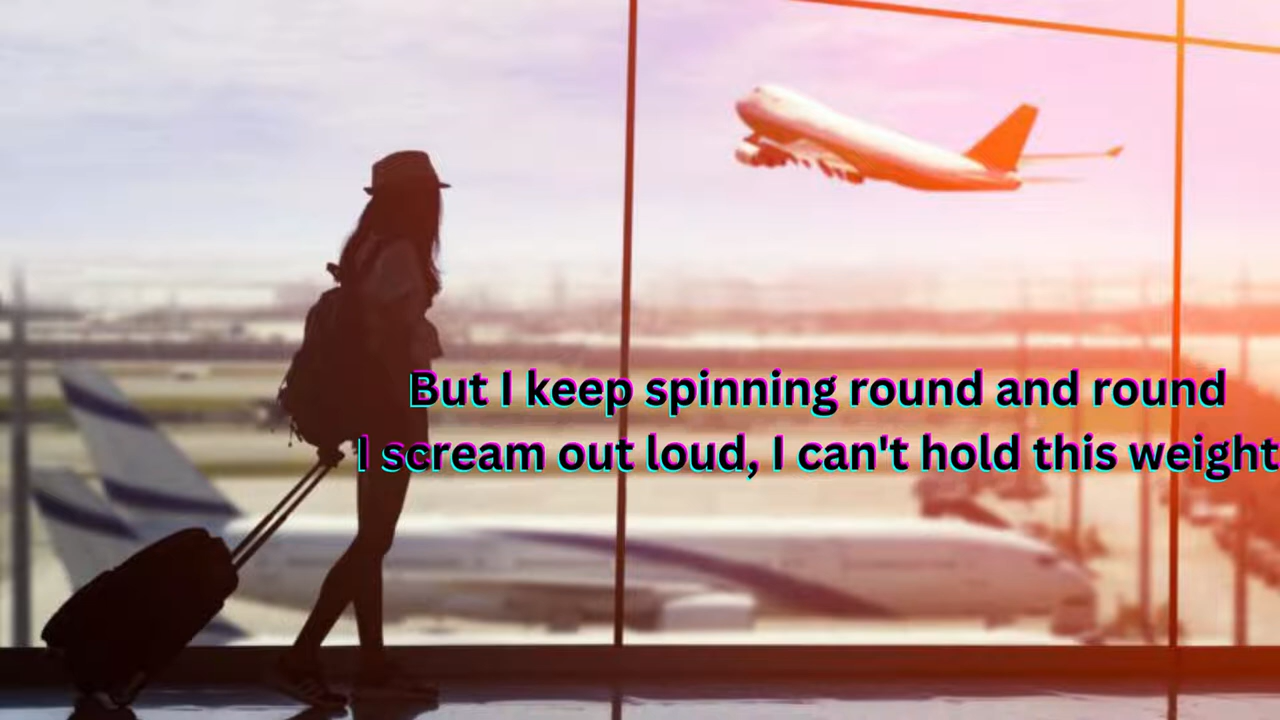 But I keep spinning round and round
I scream out loud, I can't hold this weight